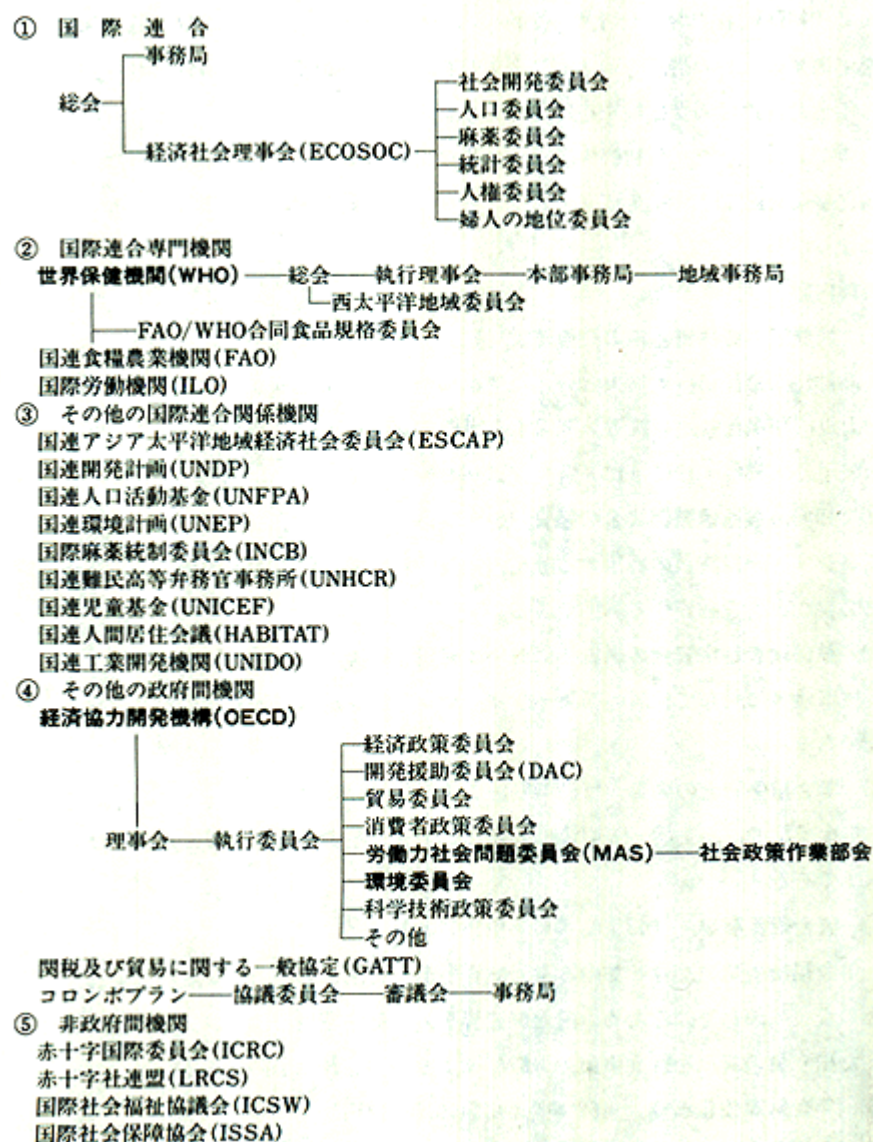 ① 国際連合
事務局
総会
経済社会理事会(ECOSOC)
社会開発委員会
人口委員会
麻薬委員会
統計委員会
人権委員会
婦人の地位委員会
② 国際連合専門機関
世界保健機関(WHO) 総会 執行理事会 本部事務局 地域事務局
西太平洋地域委員会
FAO/WHO合同食品規格委員会
国連食糧農業機関(FAO)
国際労働機関(ILO)
③ その他の国際連合関係機関
国連アジア太平洋地域経済社会委員会(ESCAP)
国連開発計画(UNDP)
国連人口活動基金(UNFPA)
国連環境計画(UNEP)
国際麻薬統制委員会(INCB)
国連難民高等弁務官事務所(UNHCR)
国連児童基金(UNICEF)
国連人間居住会議(HABITAT)
国連工業開発機関(UNIDO)
④ その他の政府間機関
経済協力開発機構(OECD)
理事会 執行委員会
経済政策委員会
開発援助委員会(DAC)
貿易委員会
消費者政策委員会
労働力社会問題委員会(MAS) 社会政策作業部会
環境委員会
科学技術政策委員会
その他
関税及び貿易に関する一般協定(GATT)
コロンボプラン 協議委員会 審議会 事務局
⑤ 非政府間機関
赤十字国際委員会(ICRC)
赤十字社連盟(LRCS)
国際社会福祉協議会(ICSW)
国際社会保障協会(ISSA)